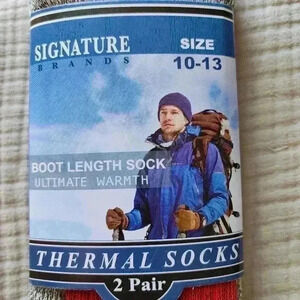 SIGNATURE
BRANDS
SIZE
10-13
BOOT LENGTH SOCK
ULTIMATE WARMTH
THERMAL SOCKS
2 Pair